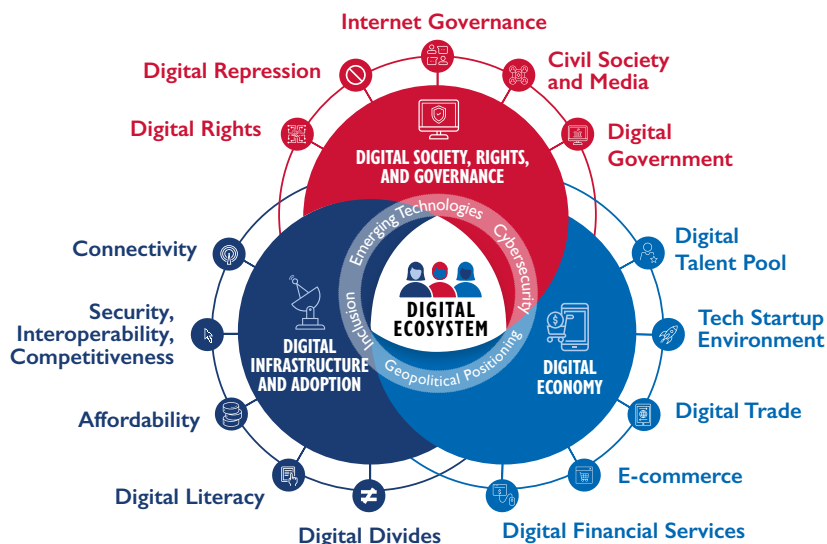 Internet Governance
Digital Repression
Civil Society
and Media
Digital Rights
Digital
Government
DIGITAL SOCIETY, RIGHTS,
AND GOVERNANCE
Emerging Technologies
Cybersecurity
Inclusion
Geopolitical Positioning
DIGITAL
ECOSYSTEM
Connectivity
Security,
Interoperability,
Competitiveness
Affordability
Digital Literacy
Digital Divides
DIGITAL
INFRASTRUCTURE
AND ADOPTION
DIGITAL
ECONOMY
Digital
Talent Pool
Tech Startup
Environment
Digital Trade
E-commerce
Digital Financial Services